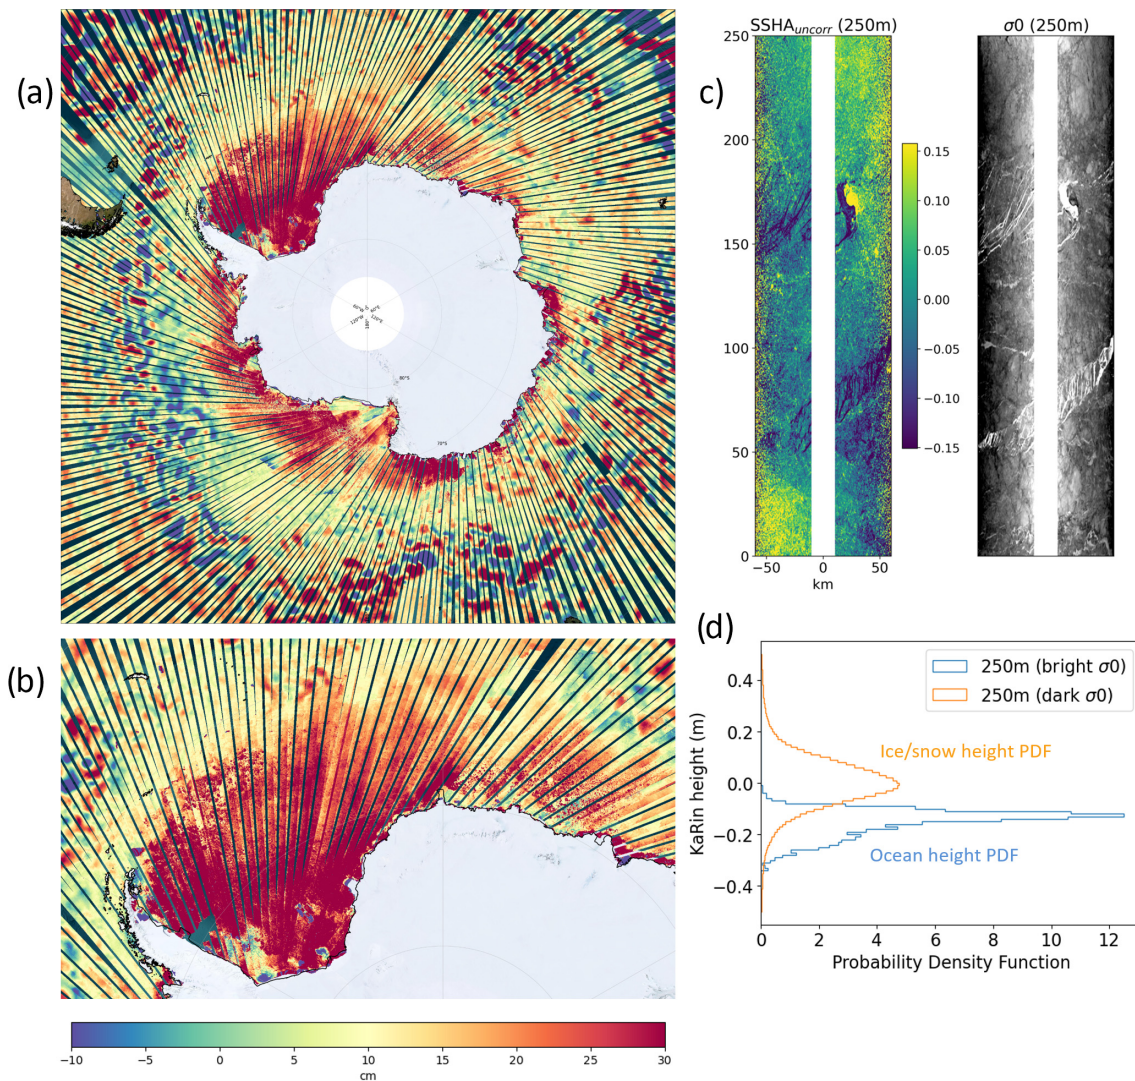 (a)
80°S
70°S
(b)
−10
−5
0
5
10
15
20
25
30
cm
c)
SSHAuncorr (250m)
σ0 (250m)
250
200
150
100
50
0
−50
0
50
km
0.15
0.10
0.05
0.00
−0.05
−0.10
−0.15
(d)
250m (bright σ0)
250m (dark σ0)
Ice/snow height PDF
Ocean height PDF
KaRin height (m)
0.4
0.2
0.0
−0.2
−0.4
0
2
4
6
8
10
12
Probability Density Function